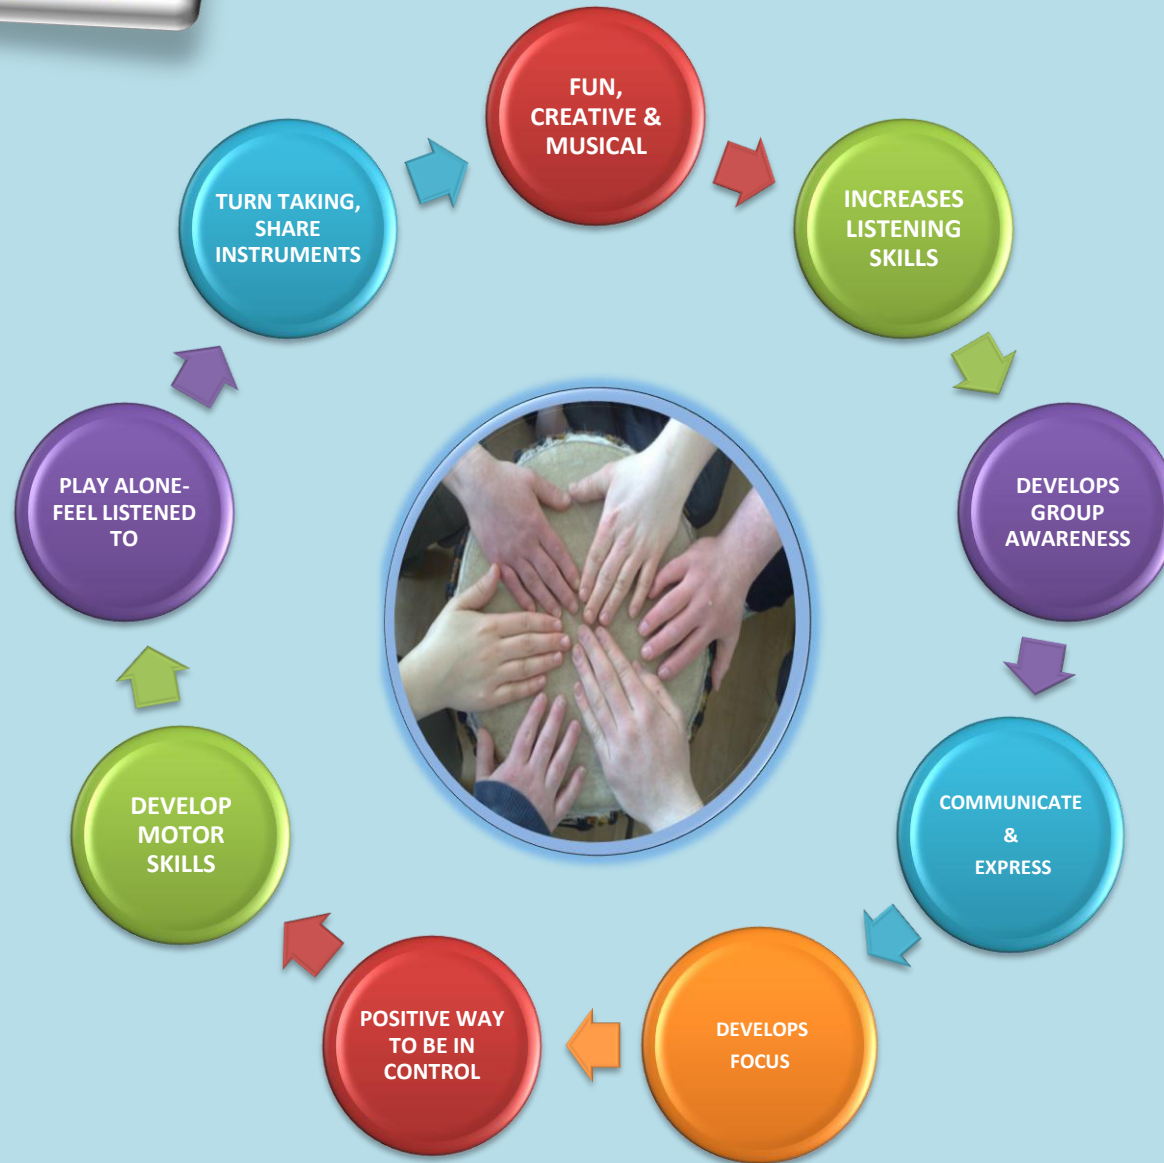 FUN,
CREATIVE &
MUSICAL
INCREASES
LISTENING
SKILLS
DEVELOPS
GROUP
AWARENESS
COMMUNICATE
&
EXPRESS
DEVELOPS
FOCUS
POSITIVE WAY
TO BE IN
CONTROL
DEVELOP
MOTOR
SKILLS
PLAY ALONE-
FEEL LISTENED
TO
TURN TAKING,
SHARE
INSTRUMENTS